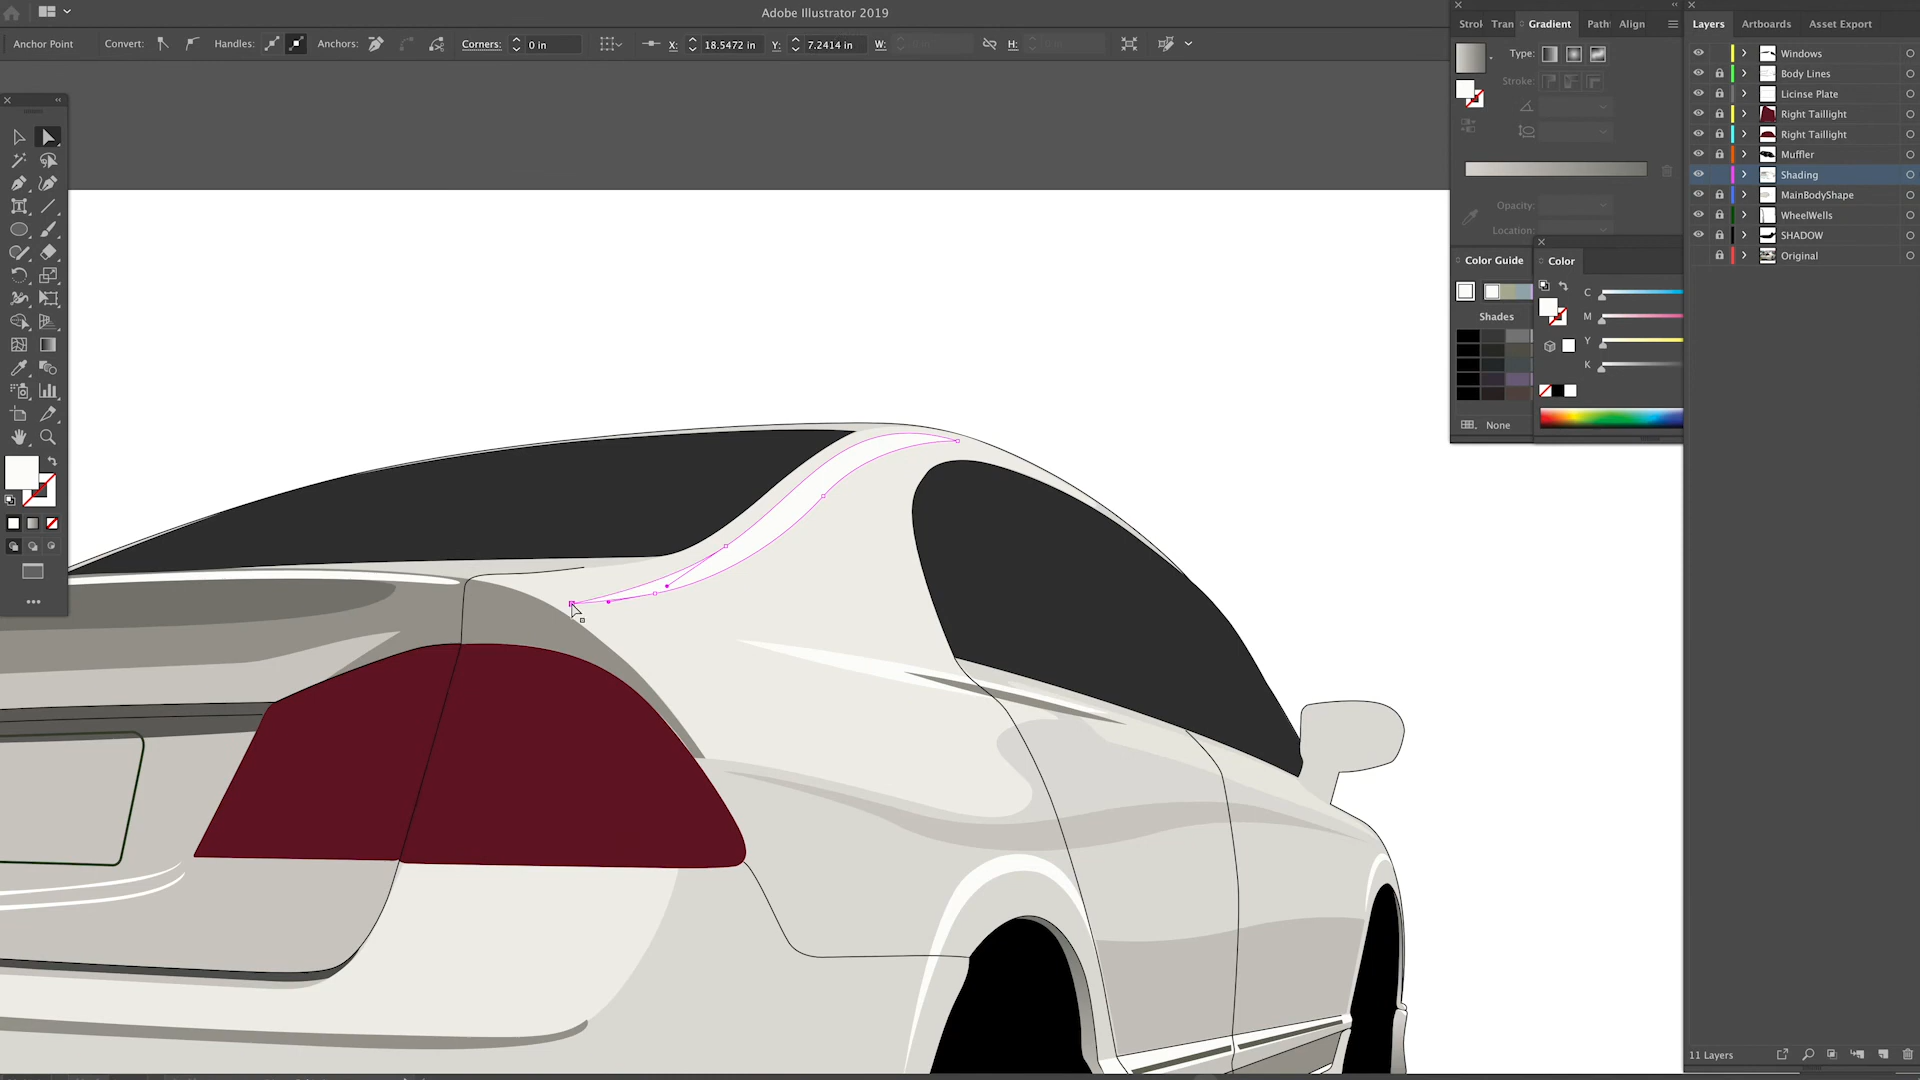 Adobe Illustrator 2019
Anchor Point
Convert:
Handles:
Anchors:
Corners:
0 in
X:
18.5472 in
Y:
7.2414 in
W:
H:
Strol
Tran
Gradient
Path
Align
Type:
Stroke:
Opacity:
Location:
Color Guide
Shades
None
Color
C
M
Y
K
Layers
Artboards
Asset Export
Windows
Body Lines
Licinse Plate
Right Taillight
Right Taillight
Muffler
Shading
MainBodyShape
WheelWells
SHADOW
Original
11 Layers